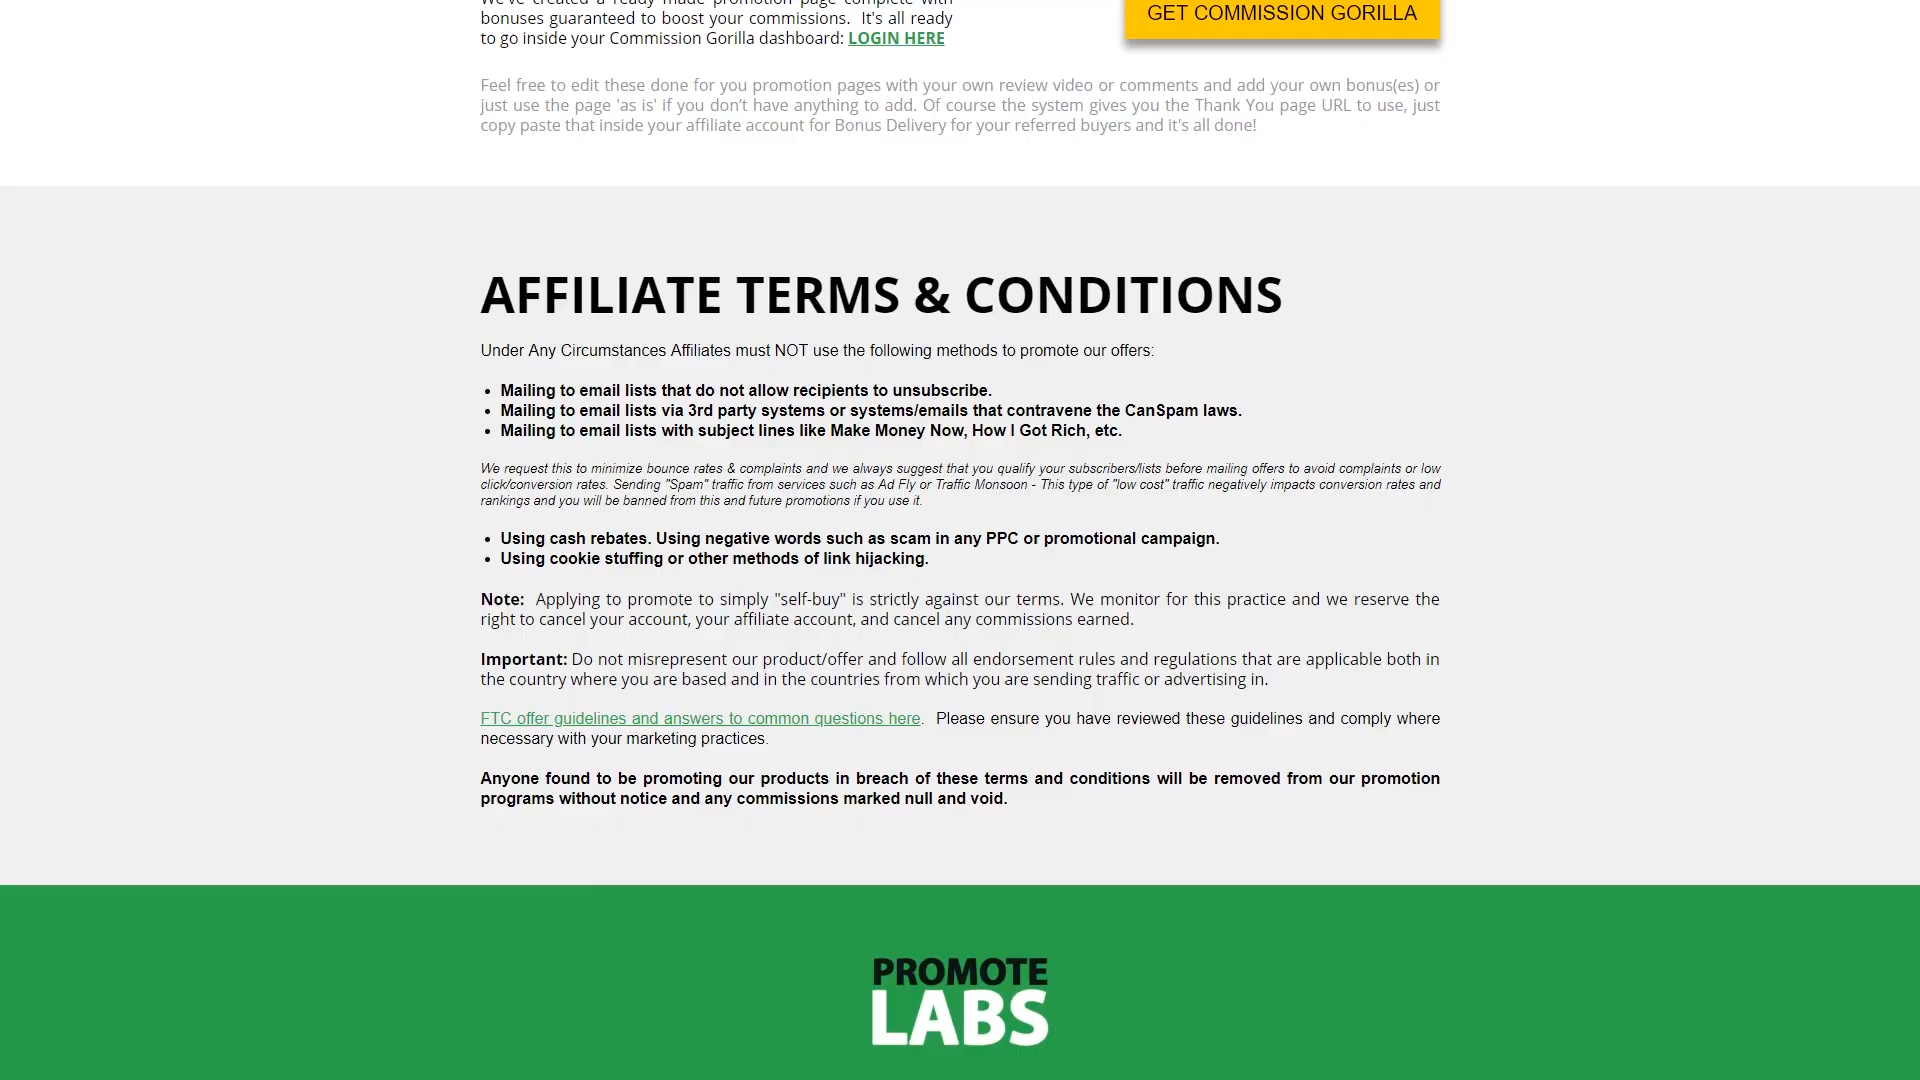 We've created a ready made promotion page complete with
bonuses guaranteed to boost your commissions. It's all ready
to go inside your Commission Gorilla dashboard: LOGIN HERE
GET COMMISSION GORILLA
Feel free to edit these done for you promotion pages with your own review video or comments and add your own bonus(es) or
just use the page 'as is' if you don’t have anything to add. Of course the system gives you the Thank You page URL to use, just
copy paste that inside your affiliate account for Bonus Delivery for your referred buyers and it's all done!
AFFILIATE TERMS & CONDITIONS
Under Any Circumstances Affiliates must NOT use the following methods to promote our offers:
• Mailing to email lists that do not allow recipients to unsubscribe.
• Mailing to email lists via 3rd party systems or systems/emails that contravene the CanSpam laws.
• Mailing to email lists with subject lines like Make Money Now, How I Got Rich, etc.
We request this to minimize bounce rates & complaints and we always suggest that you qualify your subscribers/lists before mailing offers to avoid complaints or low
click/conversion rates. Sending "Spam" traffic from services such as Ad Fly or Traffic Monsoon - This type of "low cost" traffic negatively impacts conversion rates and
rankings and you will be banned from this and future promotions if you use it.
• Using cash rebates. Using negative words such as scam in any PPC or promotional campaign.
• Using cookie stuffing or other methods of link hijacking.
Note: Applying to promote to simply "self-buy" is strictly against our terms. We monitor for this practice and we reserve the
right to cancel your account, your affiliate account, and cancel any commissions earned.
Important: Do not misrepresent our product/offer and follow all endorsement rules and regulations that are applicable both in
the country where you are based and in the countries from which you are sending traffic or advertising in.
FTC offer guidelines and answers to common questions here. Please ensure you have reviewed these guidelines and comply where
necessary with your marketing practices.
Anyone found to be promoting our products in breach of these terms and conditions will be removed from our promotion
programs without notice and any commissions marked null and void.
PROMOTE
LABS